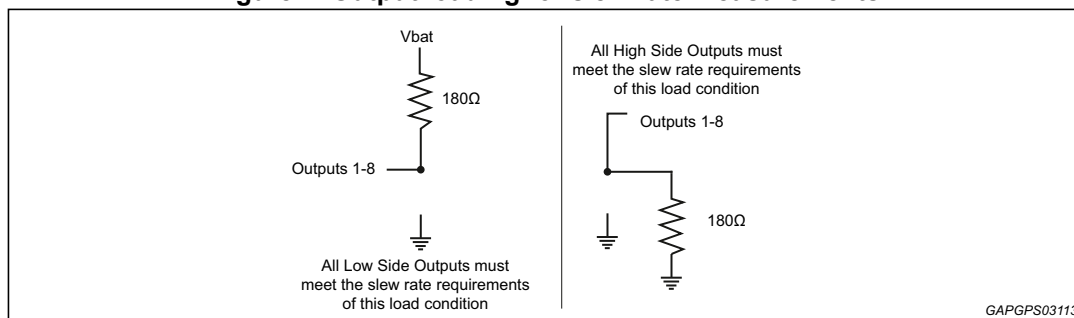 Vbat
180Ω
Outputs 1-8
All Low Side Outputs must
meet the slew rate requirements
of this load condition
All High Side Outputs must
meet the slew rate requirements
of this load condition
Outputs 1-8
180Ω
GAPGPS03113